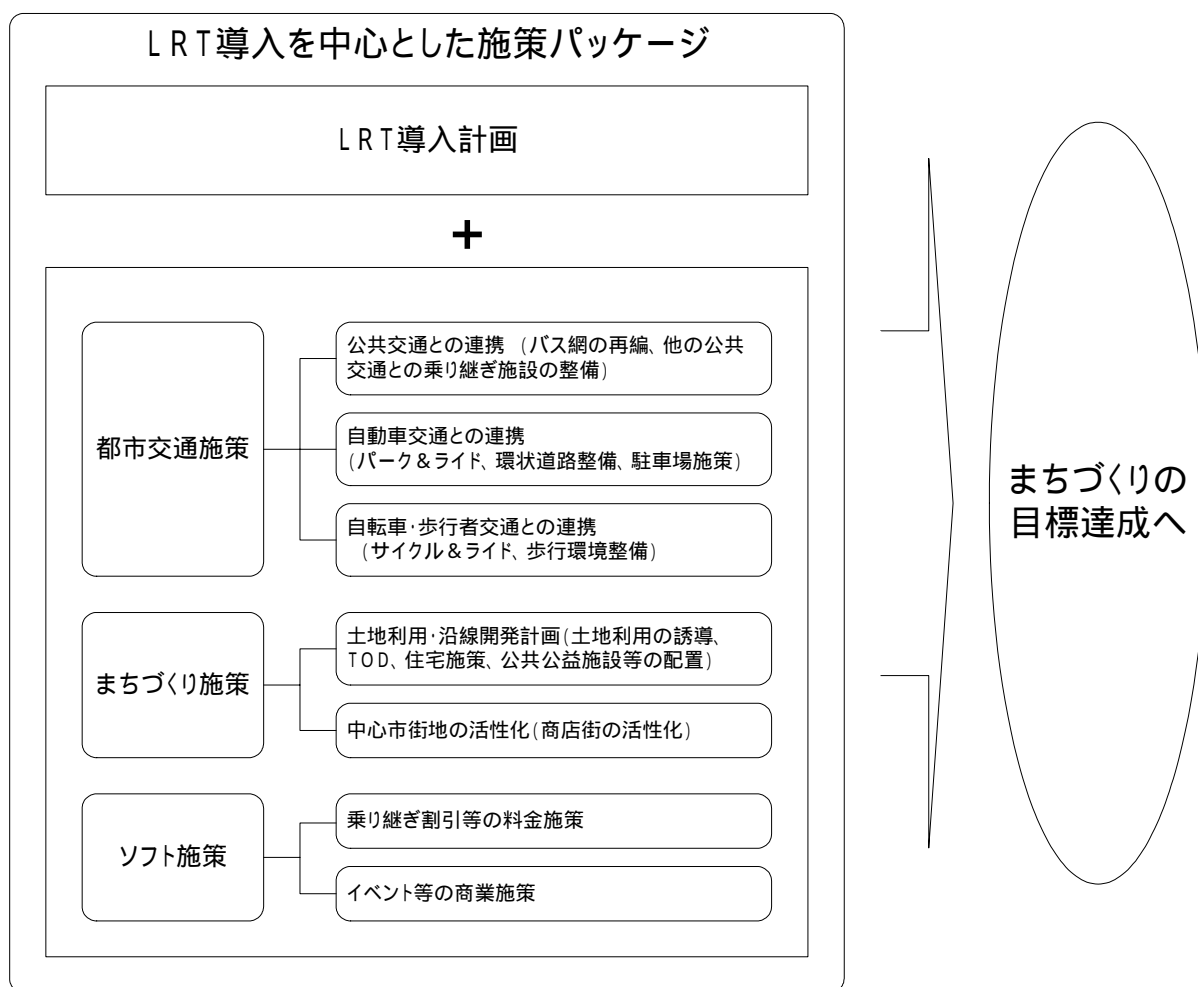 LRT導入を中心とした施策パッケージ
LRT導入計画
+
都市交通施策
公共交通との連携 (バス網の再編、他の公共
交通との乗り継ぎ施設の整備)
自動車交通との連携
(パーク&ライド、環状道路整備、駐車場施策)
自転車・歩行者交通との連携
(サイクル&ライド、歩行環境整備)
まちづくり施策
土地利用・沿線開発計画(土地利用の誘導、
TOD、住宅施策、公共公益施設等の配置)
中心市街地の活性化(商店街の活性化)
ソフト施策
乗り継ぎ割引等の料金施策
イベント等の商業施策
まちづくりの
目標達成へ